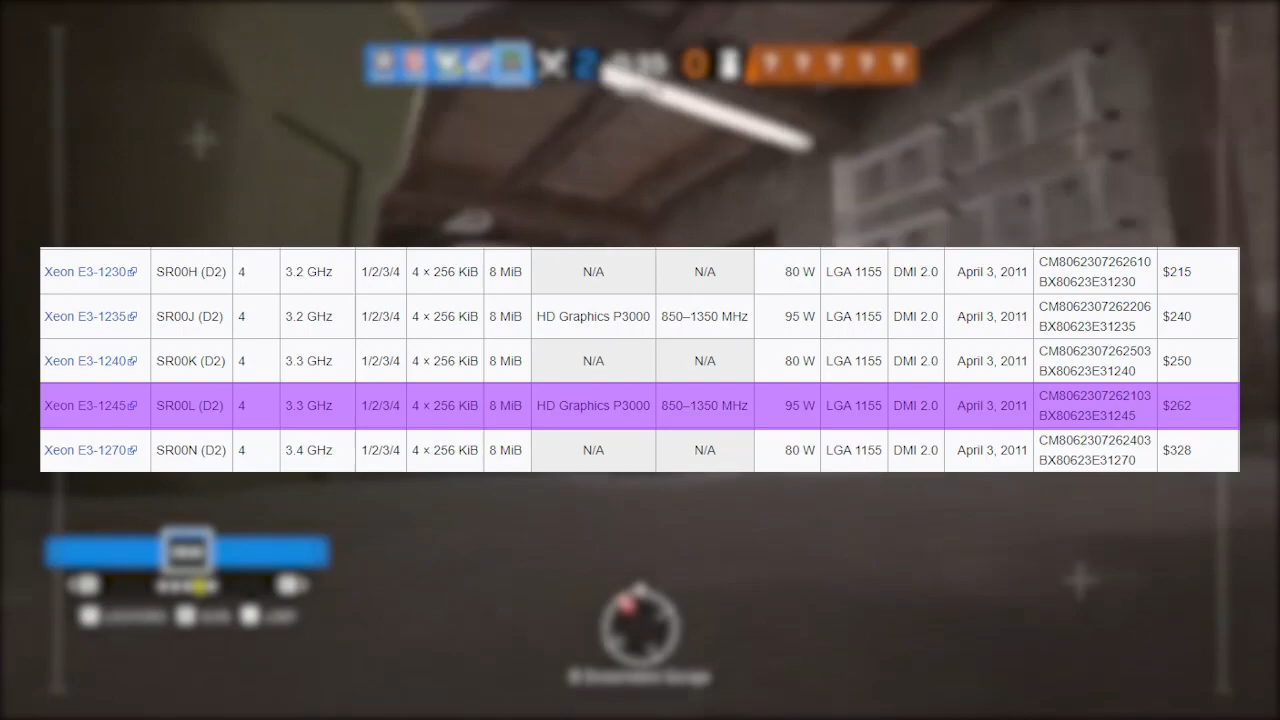 Xeon E3-1230 SR00H (D2) 4 3.2 GHz 1/2/3/4 4 × 256 KiB 8 MiB N/A N/A 80 W LGA 1155 DMI 2.0 April 3, 2011 CM8062307262610 BX80623E31230 $215
Xeon E3-1235 SR00J (D2) 4 3.2 GHz 1/2/3/4 4 × 256 KiB 8 MiB HD Graphics P3000 850–1350 MHz 95 W LGA 1155 DMI 2.0 April 3, 2011 CM8062307262206 BX80623E31235 $240
Xeon E3-1240 SR00K (D2) 4 3.3 GHz 1/2/3/4 4 × 256 KiB 8 MiB N/A N/A 80 W LGA 1155 DMI 2.0 April 3, 2011 CM8062307262503 BX80623E31240 $250
Xeon E3-1245 SR00L (D2) 4 3.3 GHz 1/2/3/4 4 × 256 KiB 8 MiB HD Graphics P3000 850–1350 MHz 95 W LGA 1155 DMI 2.0 April 3, 2011 CM8062307262103 BX80623E31245 $262
Xeon E3-1270 SR00N (D2) 4 3.4 GHz 1/2/3/4 4 × 256 KiB 8 MiB N/A N/A 80 W LGA 1155 DMI 2.0 April 3, 2011 CM8062307262403 BX80623E31270 $328